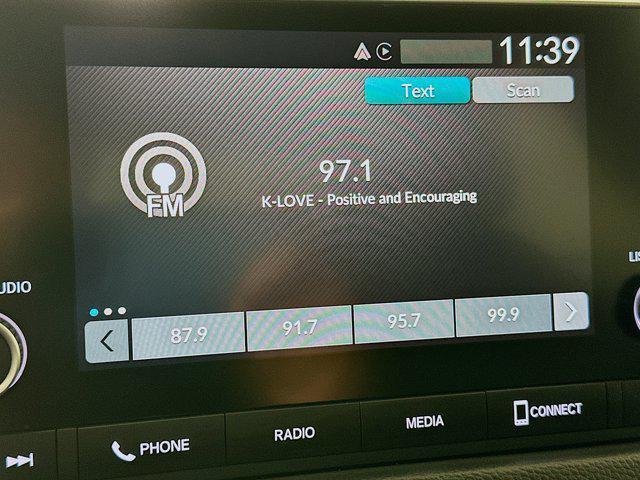 11:39
Text Scan
FM
97.1
K-LOVE - Positive and Encouraging
87.9 91.7 95.7 99.9
PHONE RADIO MEDIA CONNECT